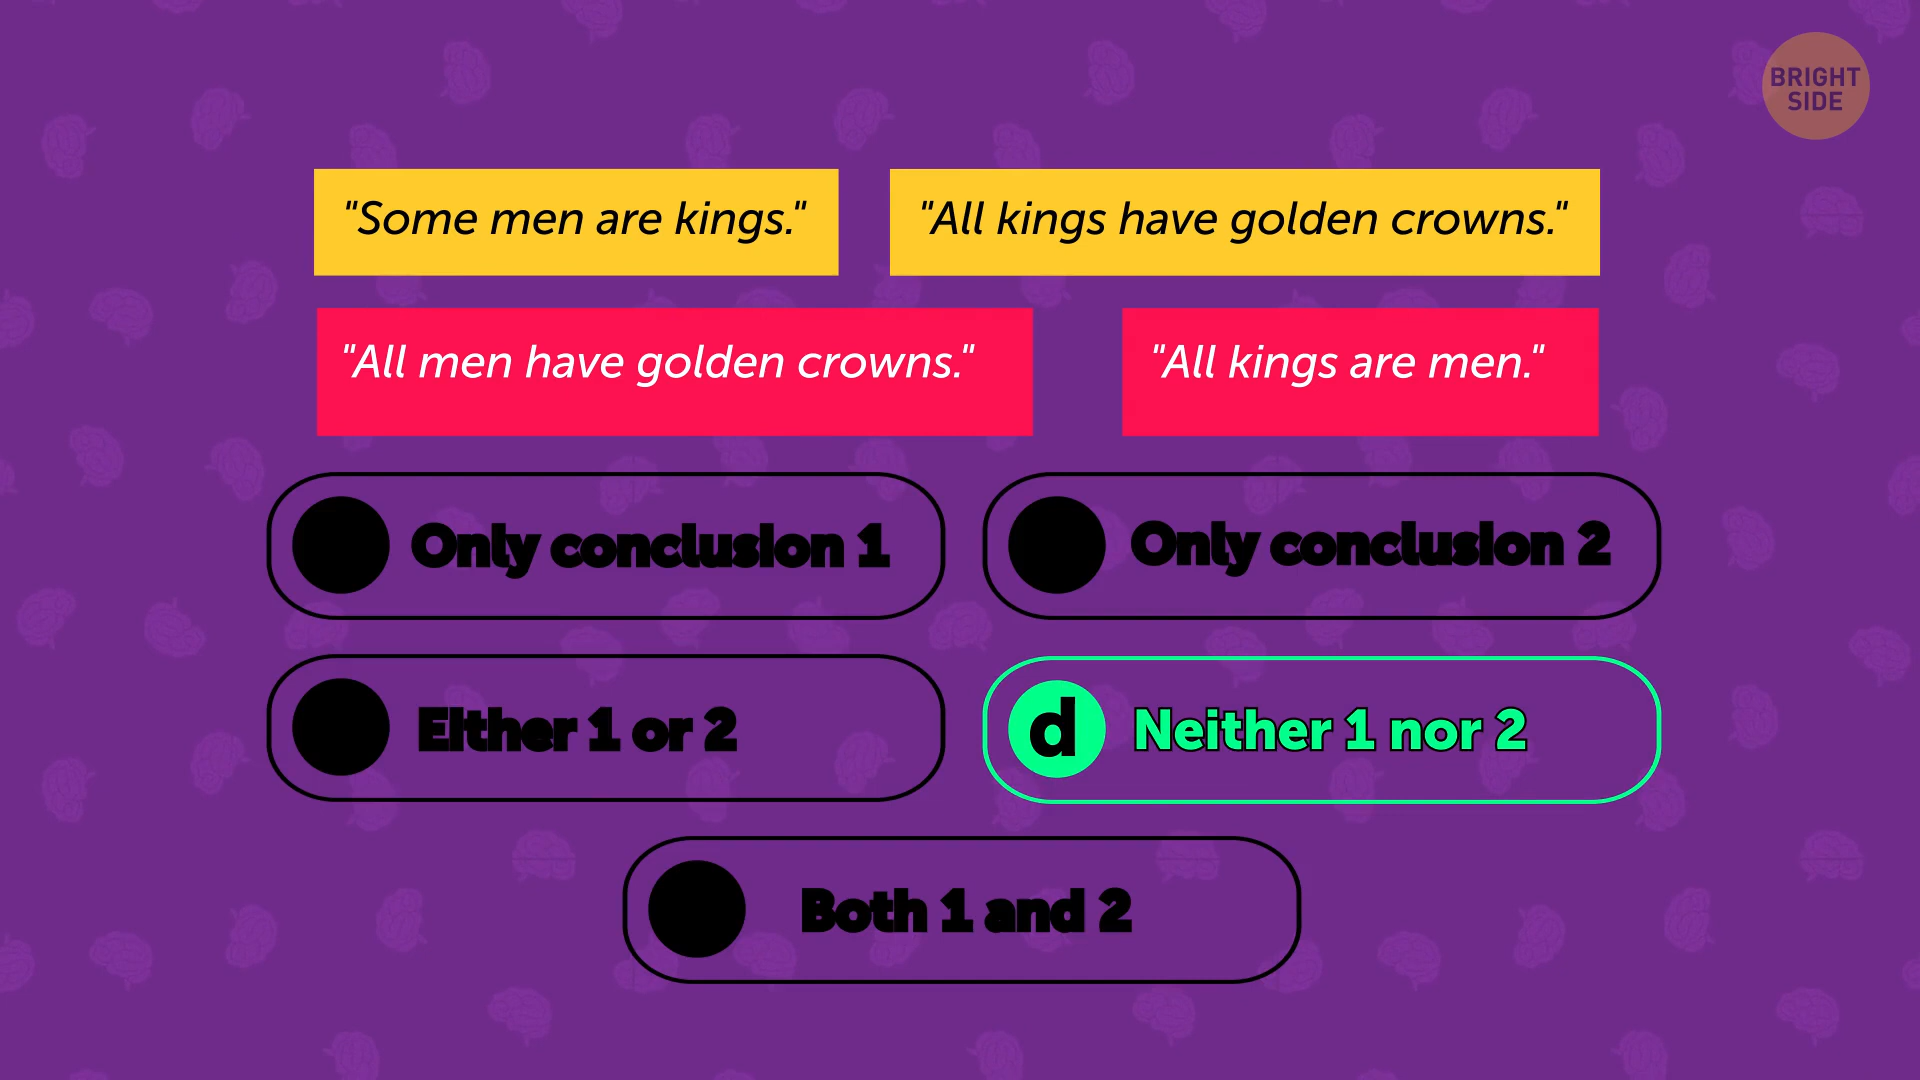 BRIGHT
SIDE
"Some men are kings."
"All kings have golden crowns."
"All men have golden crowns."
"All kings are men."
Only conclusion 1
Only conclusion 2
Either 1 or 2
d Neither 1 nor 2
Both 1 and 2